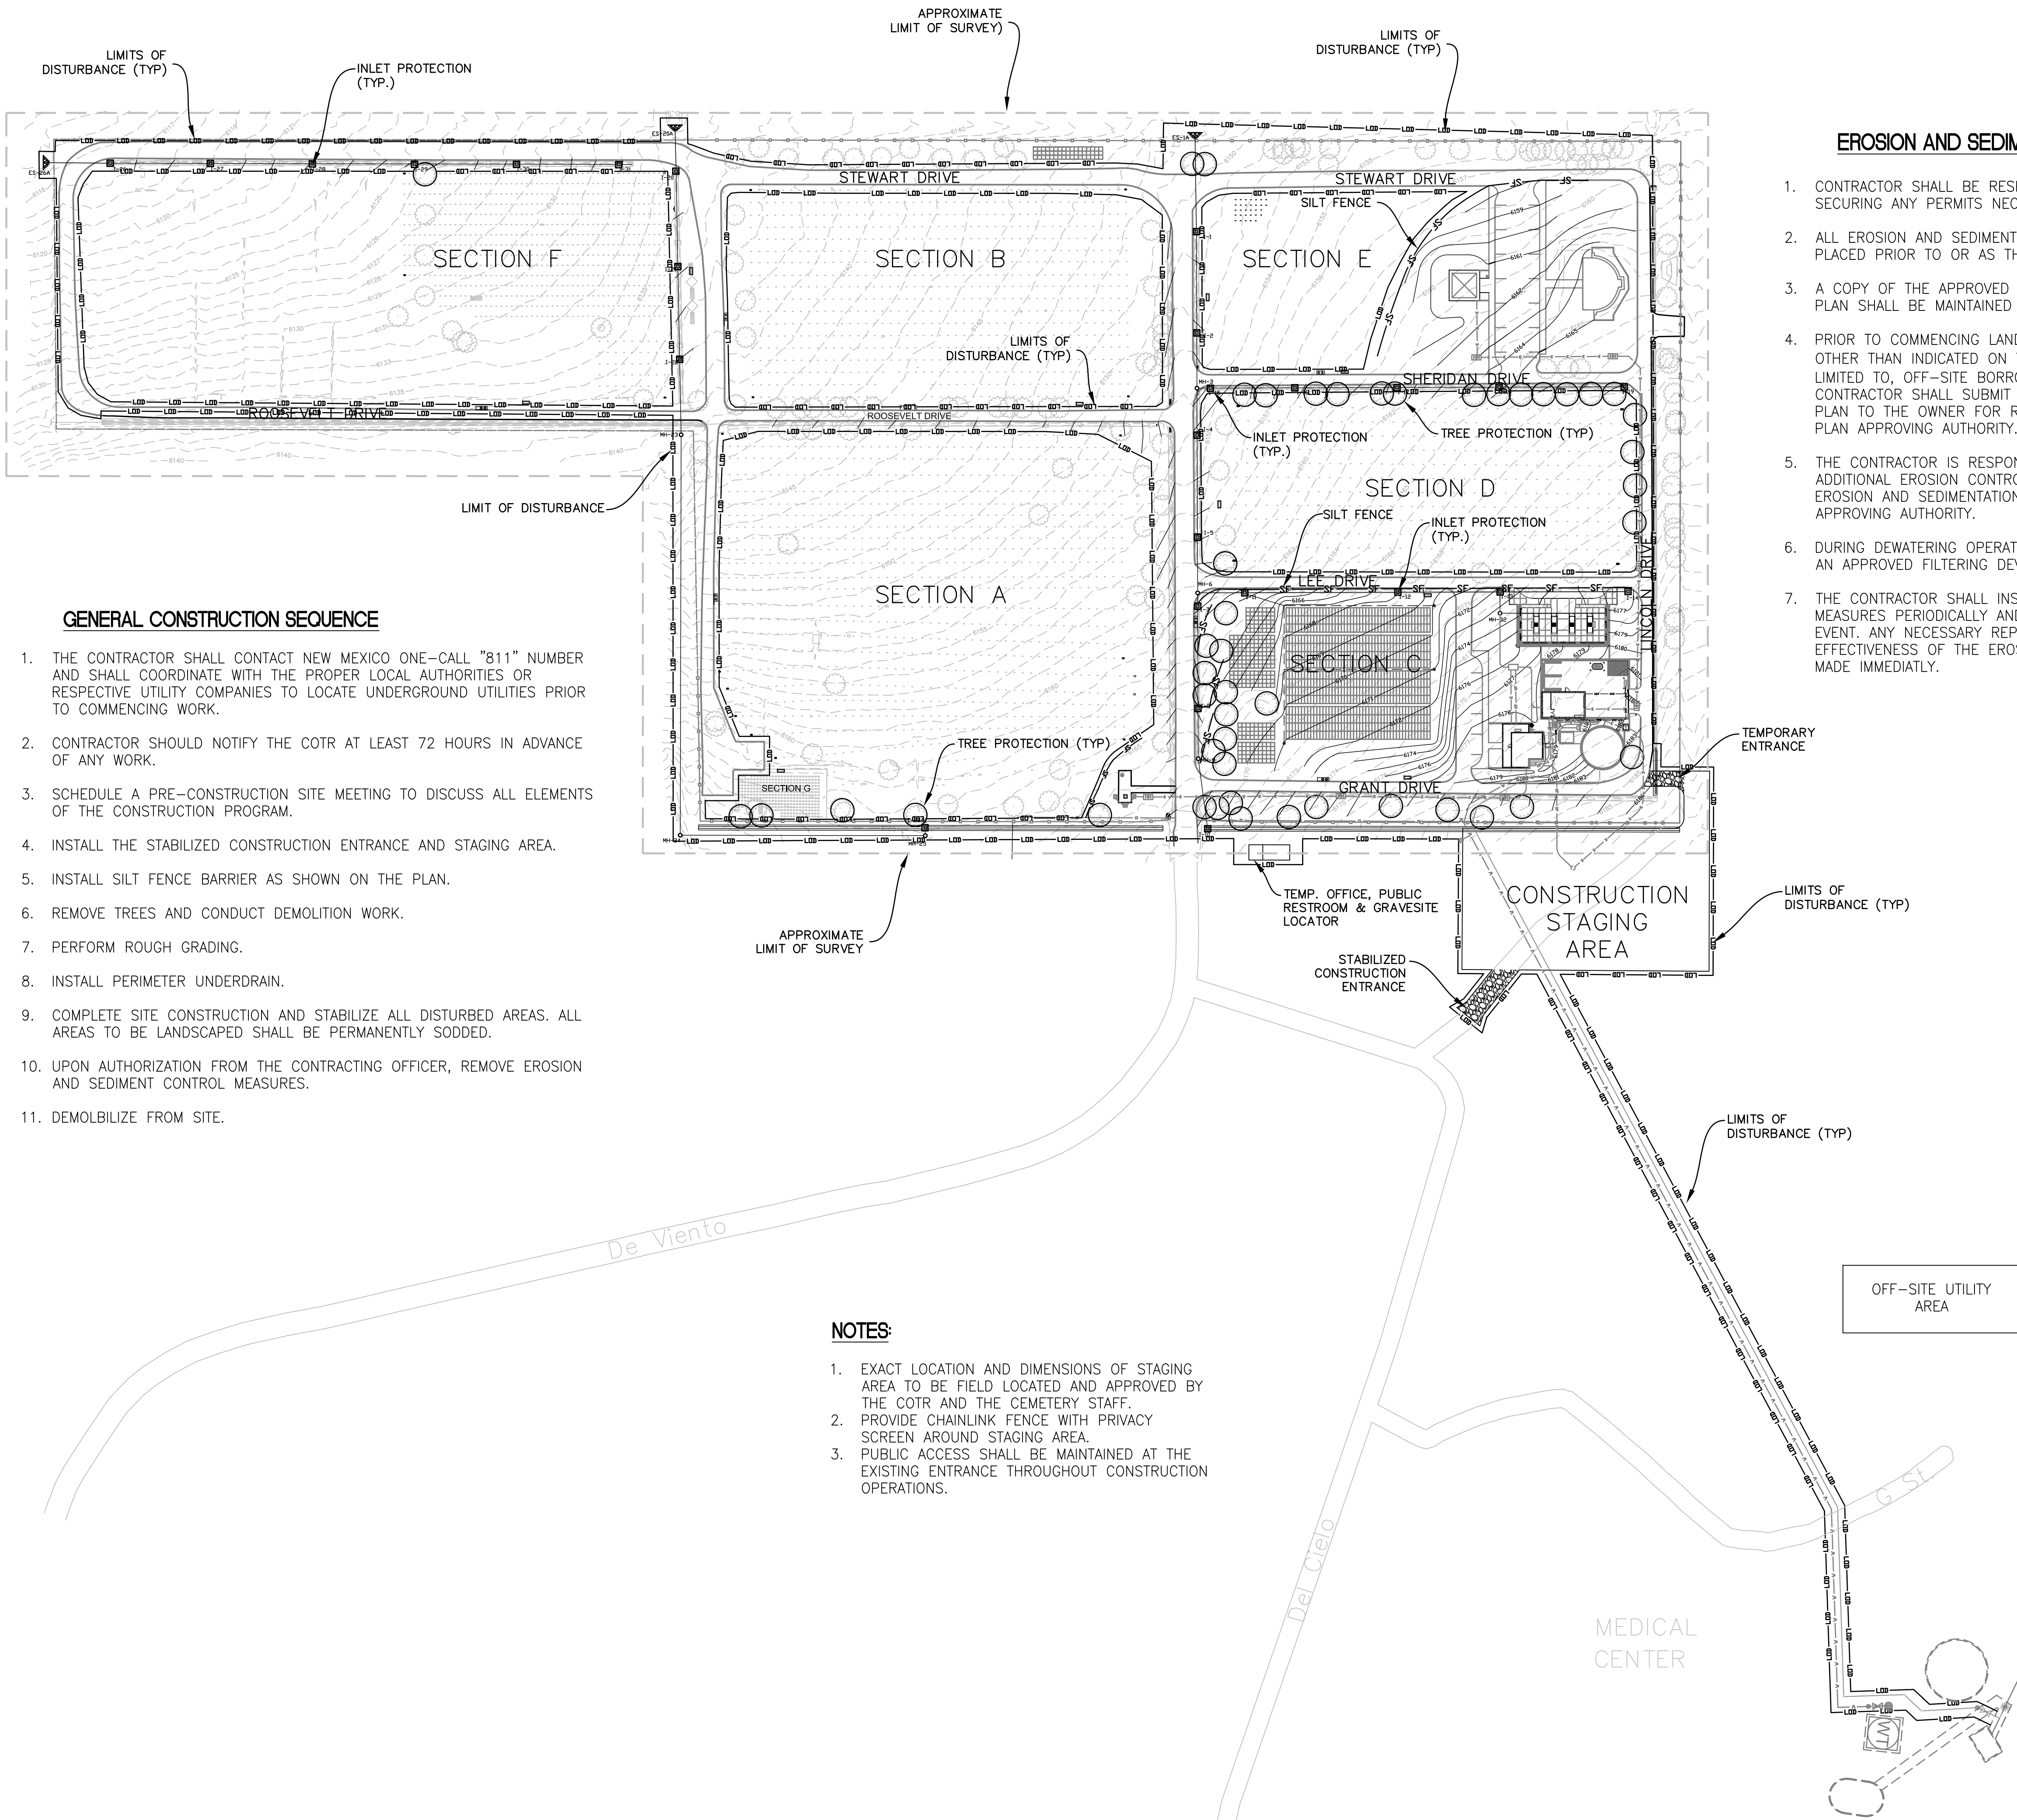 APPROXIMATE
LIMIT OF SURVEY)
LIMITS OF
DISTURBANCE (TYP)
INLET PROTECTION
(TYP.)
LIMITS OF
DISTURBANCE (TYP)
STEWART DRIVE
STEWART DRIVE
SILT FENCE
SECTION F
SECTION B
SECTION E
LIMITS OF
DISTURBANCE (TYP)
SHERIDAN DRIVE
ROOSEVELT DRIVE
ROOSEVELT DRIVE
INLET PROTECTION
(TYP.)
TREE PROTECTION (TYP)
LIMIT OF DISTURBANCE
SECTION D
SILT FENCE
INLET PROTECTION
(TYP.)
LEE DRIVE
LINCOLN DRIVE
SECTION A
SECTION C
TREE PROTECTION (TYP)
SECTION G
GRANT DRIVE
TEMPORARY
ENTRANCE
TEMP. OFFICE, PUBLIC
RESTROOM & GRAVESITE
LOCATOR
CONSTRUCTION
STAGING
AREA
LIMITS OF
DISTURBANCE (TYP)
APPROXIMATE
LIMIT OF SURVEY
STABILIZED
CONSTRUCTION
ENTRANCE
LIMITS OF
DISTURBANCE (TYP)
De Viento
Del Cielo
G St.
MEDICAL
CENTER
WT
OFF-SITE UTILITY
AREA
GENERAL CONSTRUCTION SEQUENCE
1. THE CONTRACTOR SHALL CONTACT NEW MEXICO ONE-CALL "811" NUMBER
AND SHALL COORDINATE WITH THE PROPER LOCAL AUTHORITIES OR
RESPECTIVE UTILITY COMPANIES TO LOCATE UNDERGROUND UTILITIES PRIOR
TO COMMENCING WORK.
2. CONTRACTOR SHOULD NOTIFY THE COTR AT LEAST 72 HOURS IN ADVANCE
OF ANY WORK.
3. SCHEDULE A PRE-CONSTRUCTION SITE MEETING TO DISCUSS ALL ELEMENTS
OF THE CONSTRUCTION PROGRAM.
4. INSTALL THE STABILIZED CONSTRUCTION ENTRANCE AND STAGING AREA.
5. INSTALL SILT FENCE BARRIER AS SHOWN ON THE PLAN.
6. REMOVE TREES AND CONDUCT DEMOLITION WORK.
7. PERFORM ROUGH GRADING.
8. INSTALL PERIMETER UNDERDRAIN.
9. COMPLETE SITE CONSTRUCTION AND STABILIZE ALL DISTURBED AREAS. ALL
AREAS TO BE LANDSCAPED SHALL BE PERMANENTLY SODDED.
10. UPON AUTHORIZATION FROM THE CONTRACTING OFFICER, REMOVE EROSION
AND SEDIMENT CONTROL MEASURES.
11. DEMOLBILIZE FROM SITE.
NOTES:
1. EXACT LOCATION AND DIMENSIONS OF STAGING
AREA TO BE FIELD LOCATED AND APPROVED BY
THE COTR AND THE CEMETERY STAFF.
2. PROVIDE CHAINLINK FENCE WITH PRIVACY
SCREEN AROUND STAGING AREA.
3. PUBLIC ACCESS SHALL BE MAINTAINED AT THE
EXISTING ENTRANCE THROUGHOUT CONSTRUCTION
OPERATIONS.
EROSION AND SEDIM
1. CONTRACTOR SHALL BE RES
SECURING ANY PERMITS NEC
2. ALL EROSION AND SEDIMENT
PLACED PRIOR TO OR AS TH
3. A COPY OF THE APPROVED
PLAN SHALL BE MAINTAINED
4. PRIOR TO COMMENCING LAND
OTHER THAN INDICATED ON
LIMITED TO, OFF-SITE BORRO
CONTRACTOR SHALL SUBMIT
PLAN TO THE OWNER FOR R
PLAN APPROVING AUTHORITY.
5. THE CONTRACTOR IS RESPON
ADDITIONAL EROSION CONTRO
EROSION AND SEDIMENTATION
APPROVING AUTHORITY.
6. DURING DEWATERING OPERAT
AN APPROVED FILTERING DEV
7. THE CONTRACTOR SHALL INS
MEASURES PERIODICALLY AND
EVENT. ANY NECESSARY REP
EFFECTIVENESS OF THE EROS
MADE IMMEDIATLY.